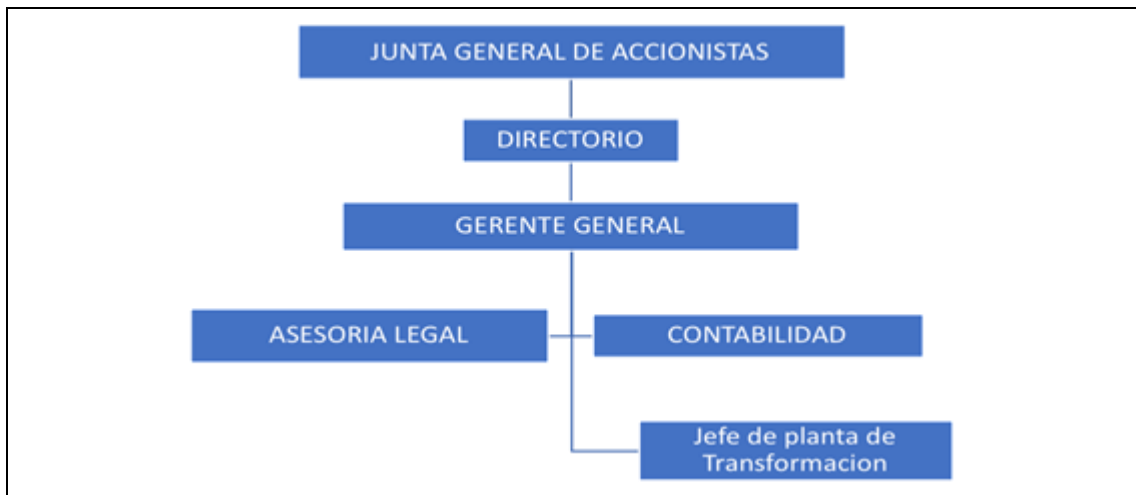 JUNTA GENERAL DE ACCIONISTAS
DIRECTORIO
GERENTE GENERAL
ASESORIA LEGAL
CONTABILIDAD
Jefe de planta de
Transformacion